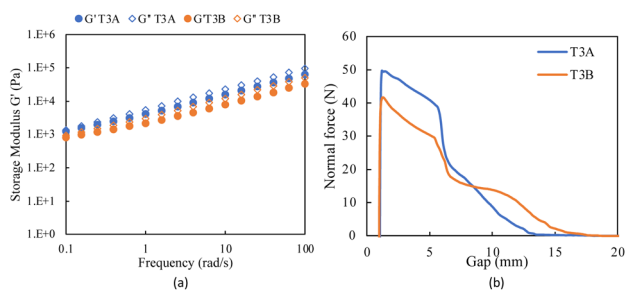 G' T3A G'' T3A G'T3B G'' T3B
(a)
1.E+6
1.E+5
1.E+4
1.E+3
1.E+2
1.E+1
1.E+0
Storage Modulus G' (Pa)
0.1 1 10 100
Frequency (rad/s)
(a)
(b)
60
50
40
30
20
10
0
Normal force (N)
T3A
T3B
0 5 10 15 20
Gap (mm)
(b)